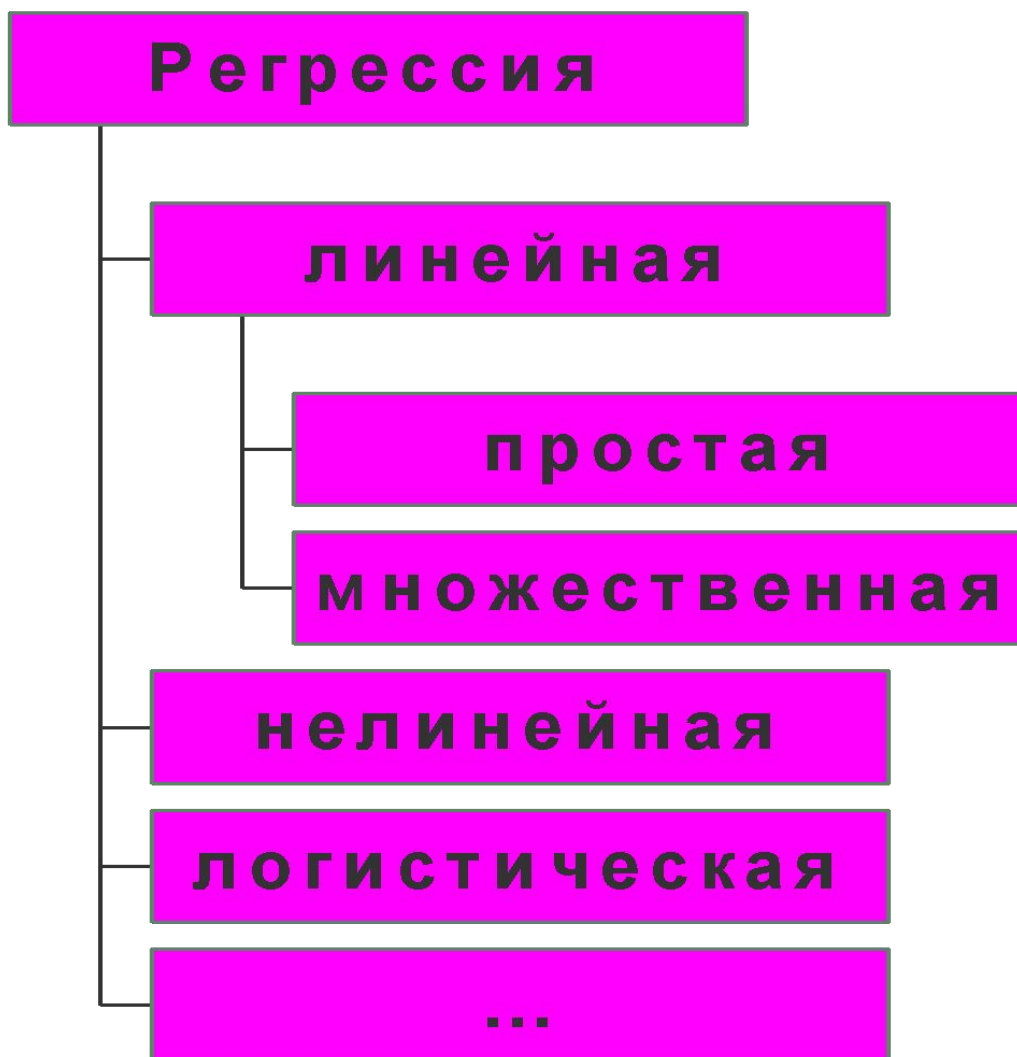 Регрессия
линейная
простая
множественная
нелинейная
логистическая
...